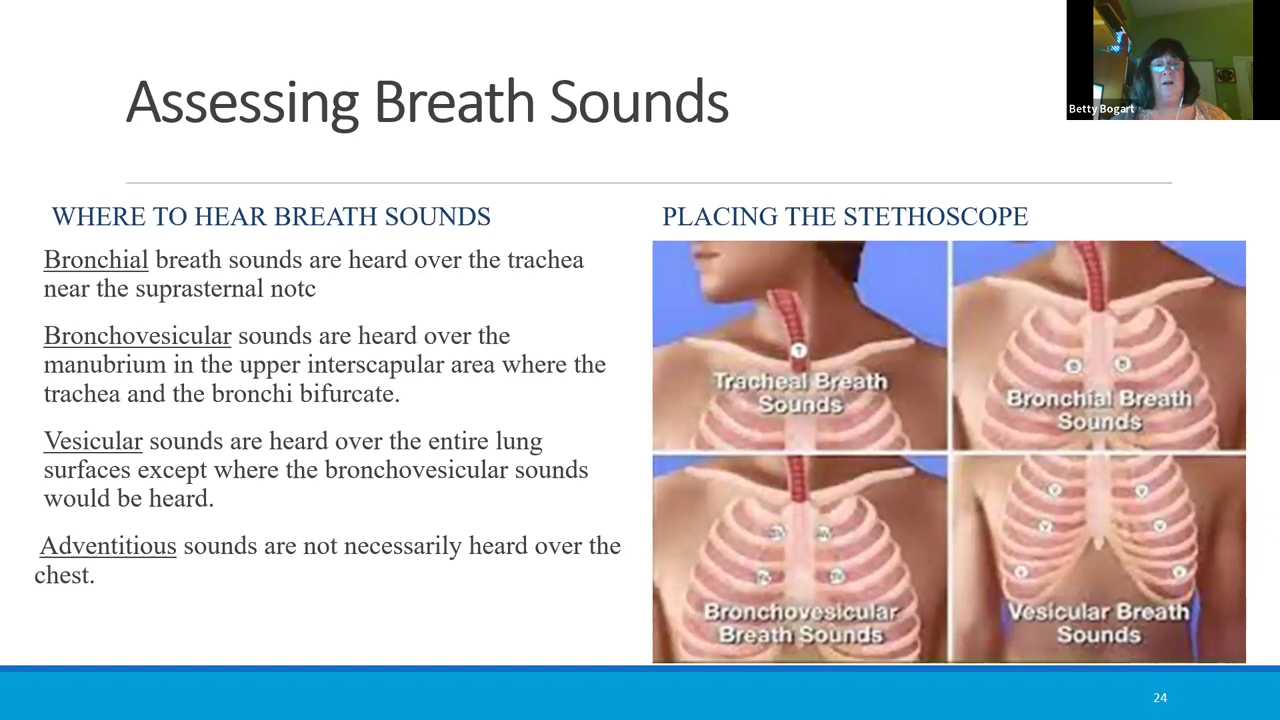 Assessing Breath Sounds
Betty Bogart
WHERE TO HEAR BREATH SOUNDS
Bronchial breath sounds are heard over the trachea
near the suprasternal notc
Bronchovesicular sounds are heard over the
manubrium in the upper interscapular area where the
trachea and the bronchi bifurcate.
Vesicular sounds are heard over the entire lung
surfaces except where the bronchovesicular sounds
would be heard.
Adventitious sounds are not necessarily heard over the
chest.
PLACING THE STETHOSCOPE
T
Tracheal Breath
Sounds
B B
Bronchial Breath
Sounds
BV BV
BV BV
Bronchovesicular
Breath Sounds
V V
V V
V V
Vesicular Breath
Sounds
24